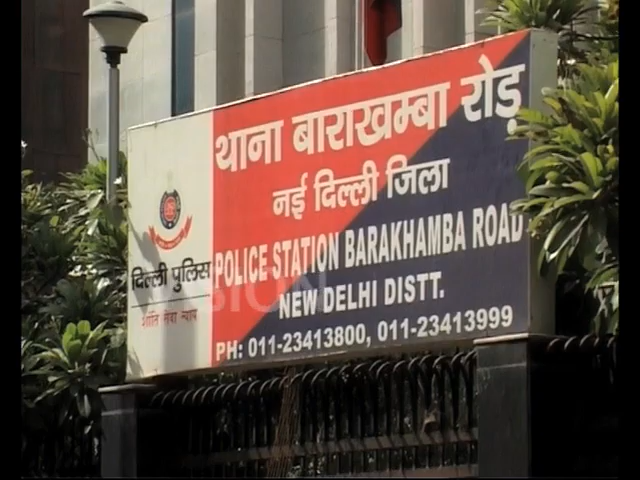 थाना बाराखम्बा रोड़
नई दिल्ली जिला
POLICE STATION BARAKHAMBA ROAD
NEW DELHI DISTT.
PH: 011-23413800, 011-23413999
दिल्ली पुलिस
शांति सेवा न्याय